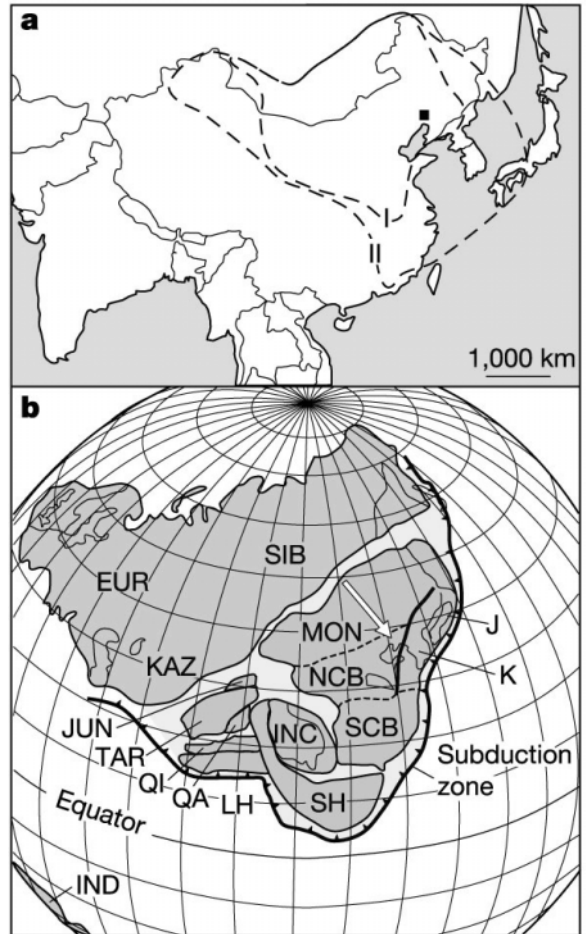 a
I
II
1,000 km
b
SIB
EUR
MON
J
KAZ
NCB
K
JUN
INC
SCB
TAR
QI
QA
LH
SH
Subduction
zone
Equator
IND